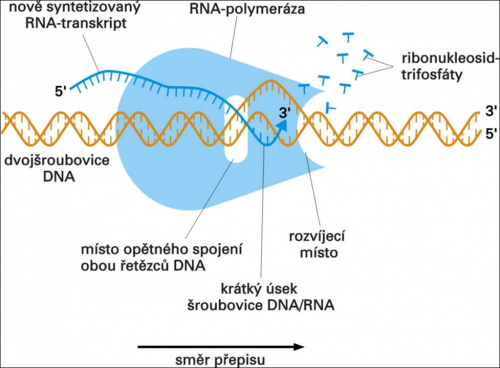 nově syntetizovaný
RNA-transkript
RNA-polymeráza
ribonukleosid-
trifosfáty
5'
3'
3'
5'
dvojšroubovice
DNA
místo opětného spojení
obou řetězců DNA
rozvíjecí
místo
krátký úsek
šroubovice DNA/RNA
směr přepisu